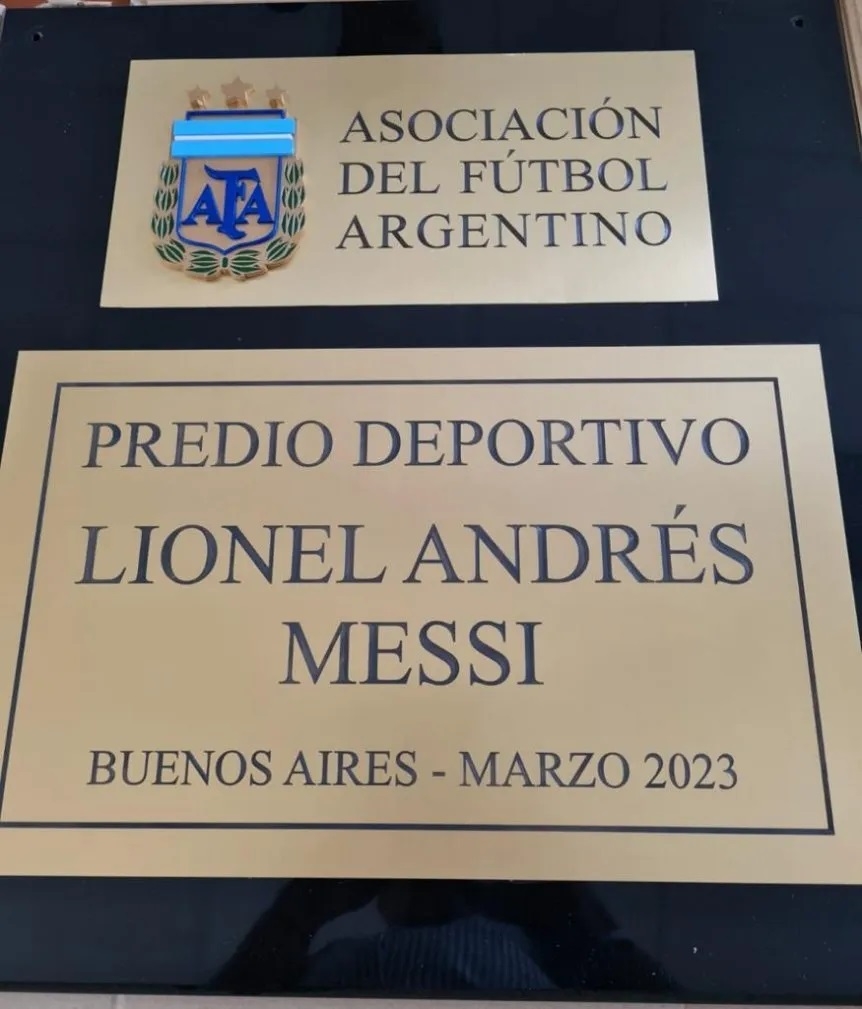 AFA
ASOCIACIÓN
DEL FÚTBOL
ARGENTINO
PREDIO DEPORTIVO
LIONEL ANDRÉS
MESSI
BUENOS AIRES - MARZO 2023